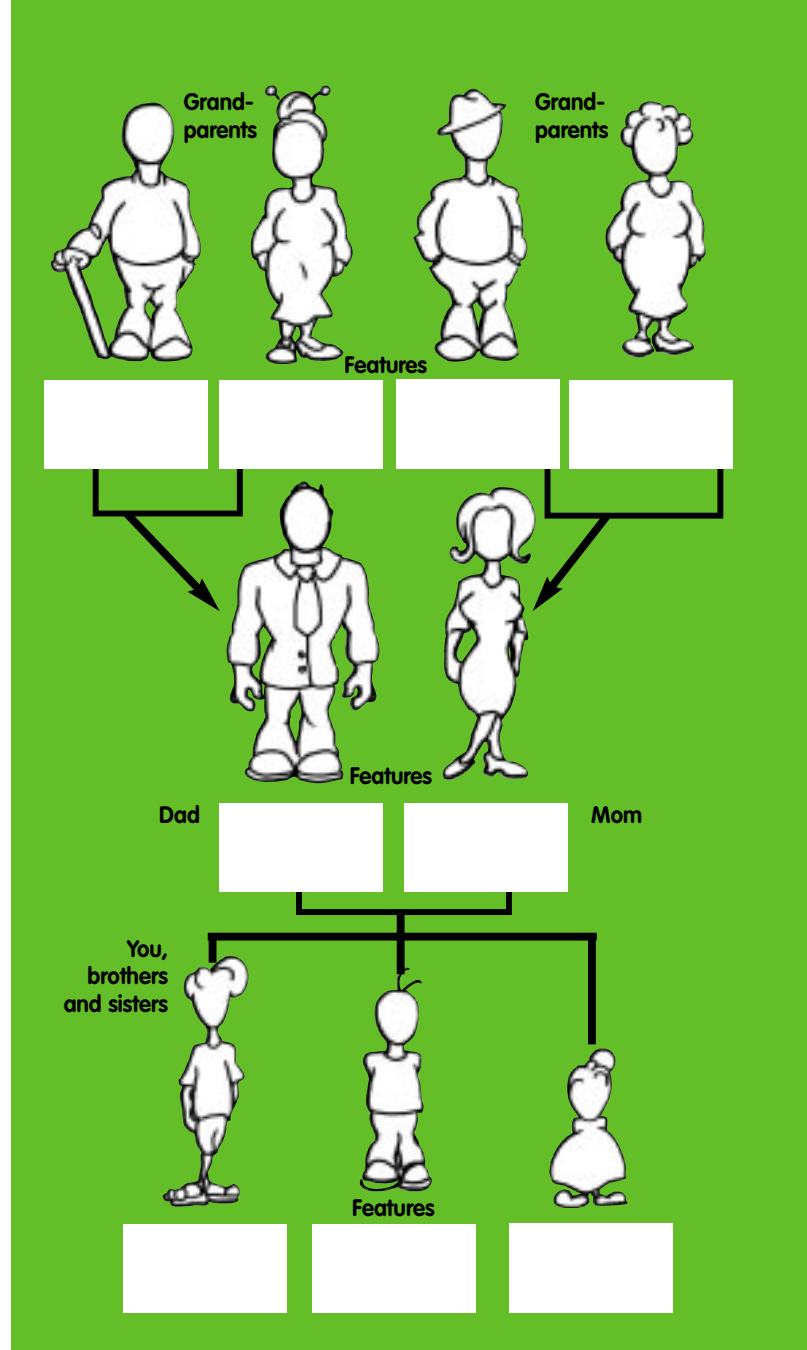 Grand-
parents
Grand-
parents
Features
Features
Dad
Mom
You,
brothers
and sisters
Features